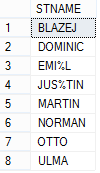 STNAME
1 BLAZEJ
2 DOMINIC
3 EMI%L
4 JUS%TIN
5 MARTIN
6 NORMAN
7 OTTO
8 ULMA